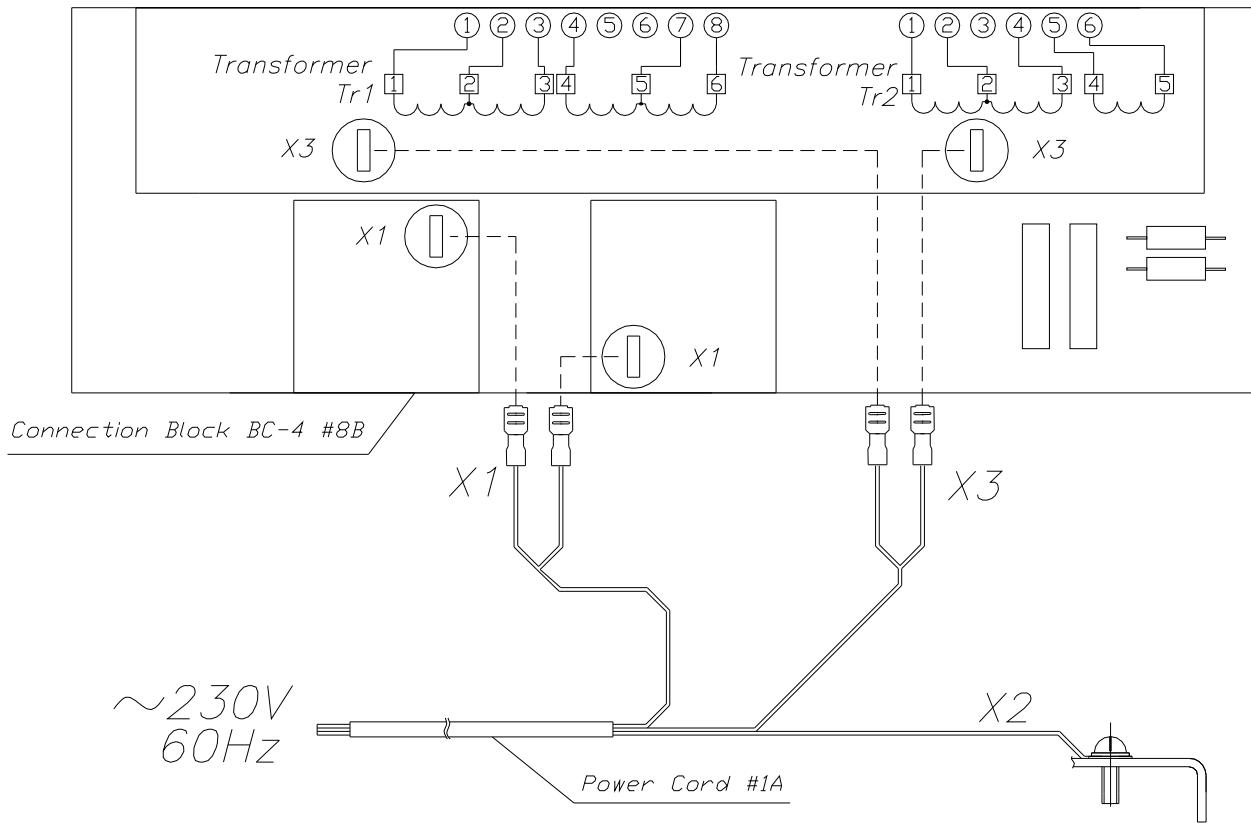 1 2 3 4 5 6 7 8 1 2 3 4 5 6
Transformer
Tr1
1 2 3 4 5 6
Transformer
Tr2
1 2 3 4 5
X3
X3
X1
X1
Connection Block BC-4 #8B
X1
X3
~230V
60Hz
X2
Power Cord #1A